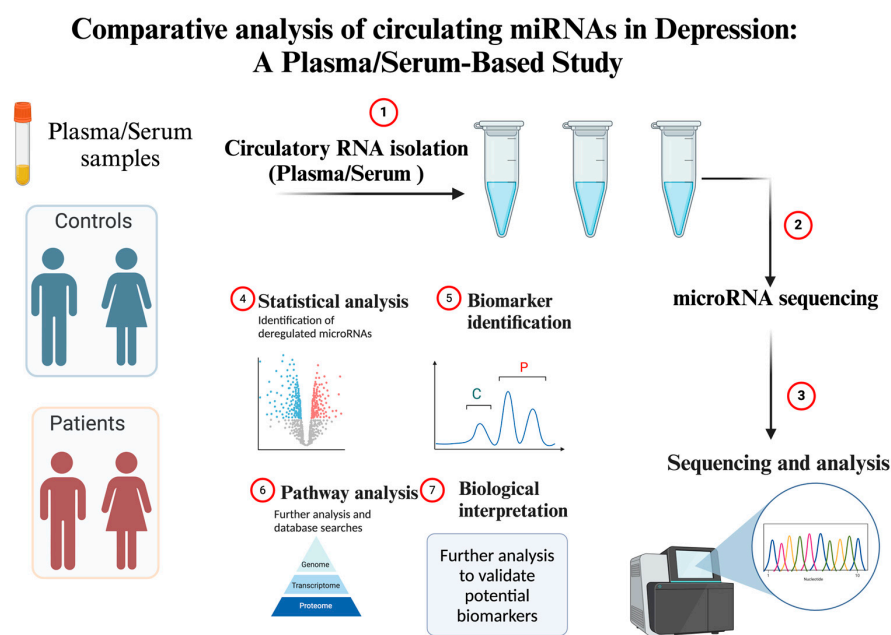 Comparative analysis of circulating miRNAs in Depression:
A Plasma/Serum-Based Study
Plasma/Serum
samples
Controls
Patients
1
Circulatory RNA isolation
(Plasma/Serum )
2
microRNA sequencing
3
Sequencing and analysis
1
10
Nucleotide
4
Statistical analysis
Identification of
deregulated microRNAs
5
Biomarker
identification
C
P
6
Pathway analysis
Further analysis and
database searches
Genome
Transcriptome
Proteome
7
Biological
interpretation
Further analysis
to validate
potential
biomarkers